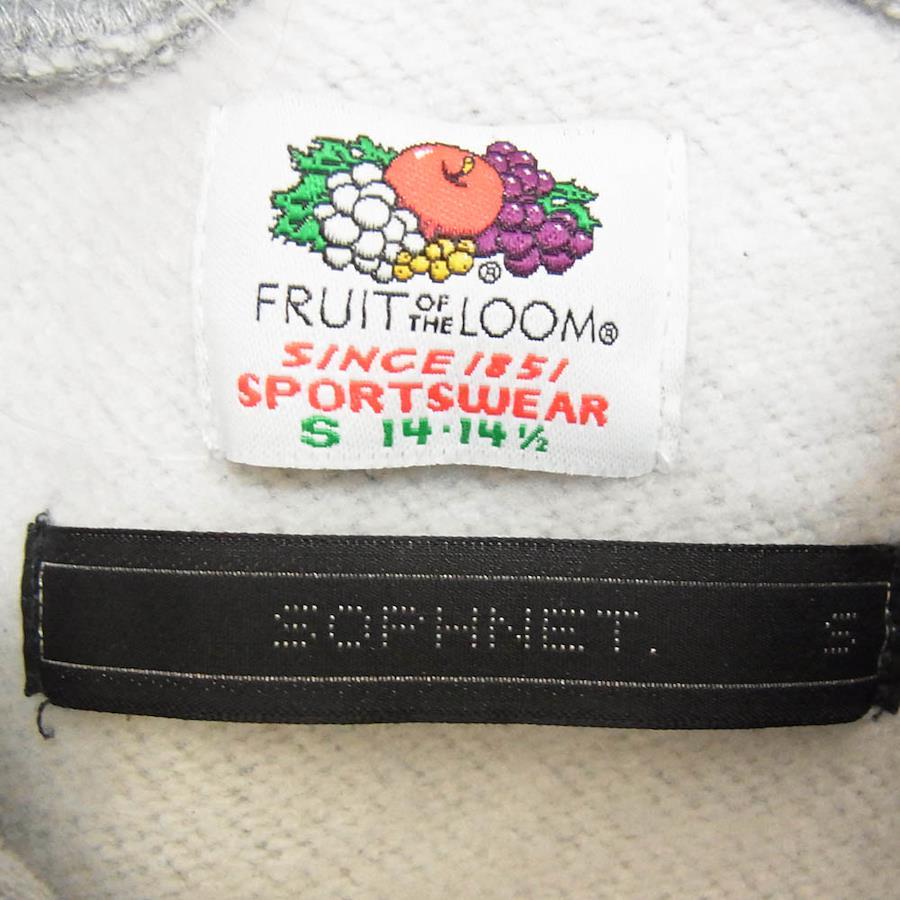 ®
FRUIT OF THE LOOM®
SINCE 1851
SPORTSWEAR
S 14-14½
SOPHNET. S